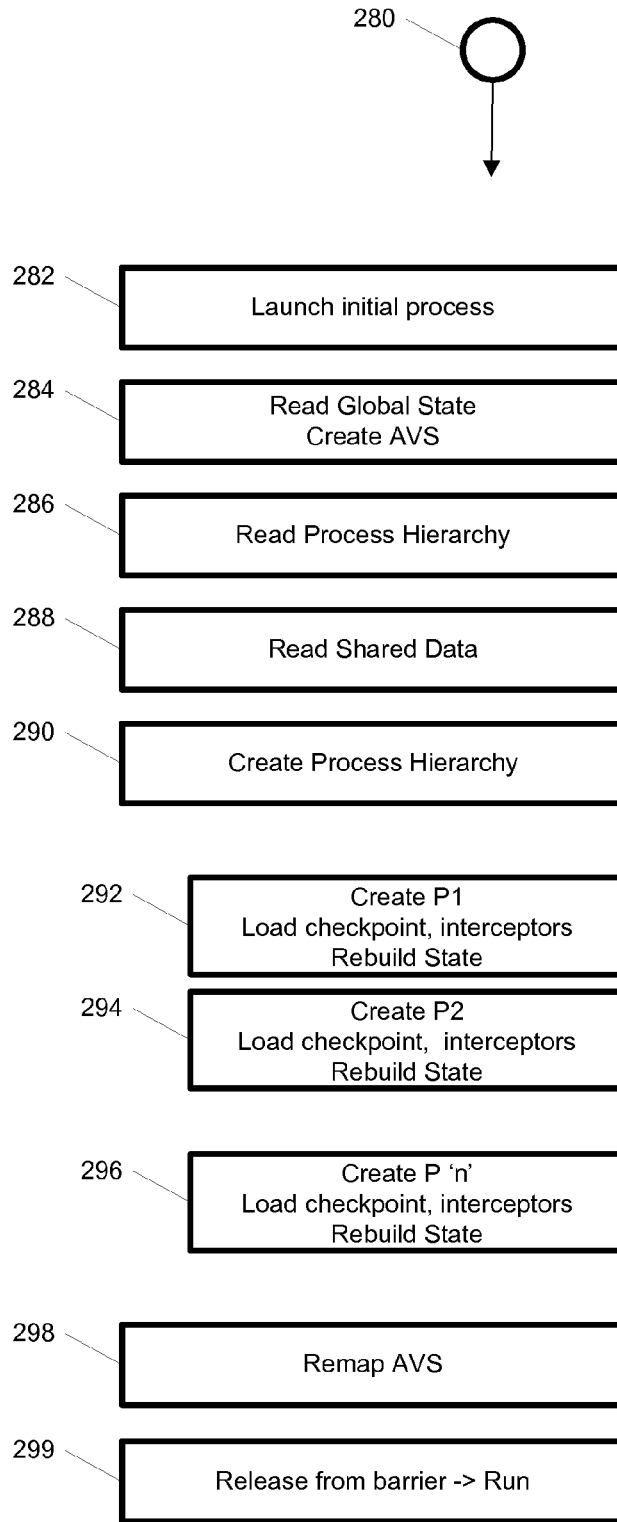 280
282
Launch initial process
284
Read Global State
Create AVS
286
Read Process Hierarchy
288
Read Shared Data
290
Create Process Hierarchy
292
Create P1
Load checkpoint, interceptors
Rebuild State
294
Create P2
Load checkpoint, interceptors
Rebuild State
296
Create P ‘n’
Load checkpoint, interceptors
Rebuild State
298
Remap AVS
299
Release from barrier -> Run